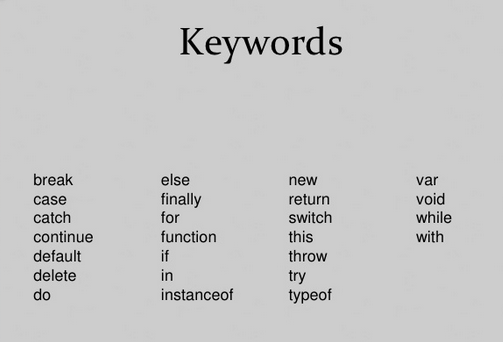 Keywords
break
case
catch
continue
default
delete
do
else
finally
for
function
if
in
instanceof
new
return
switch
this
throw
try
typeof
var
void
while
with